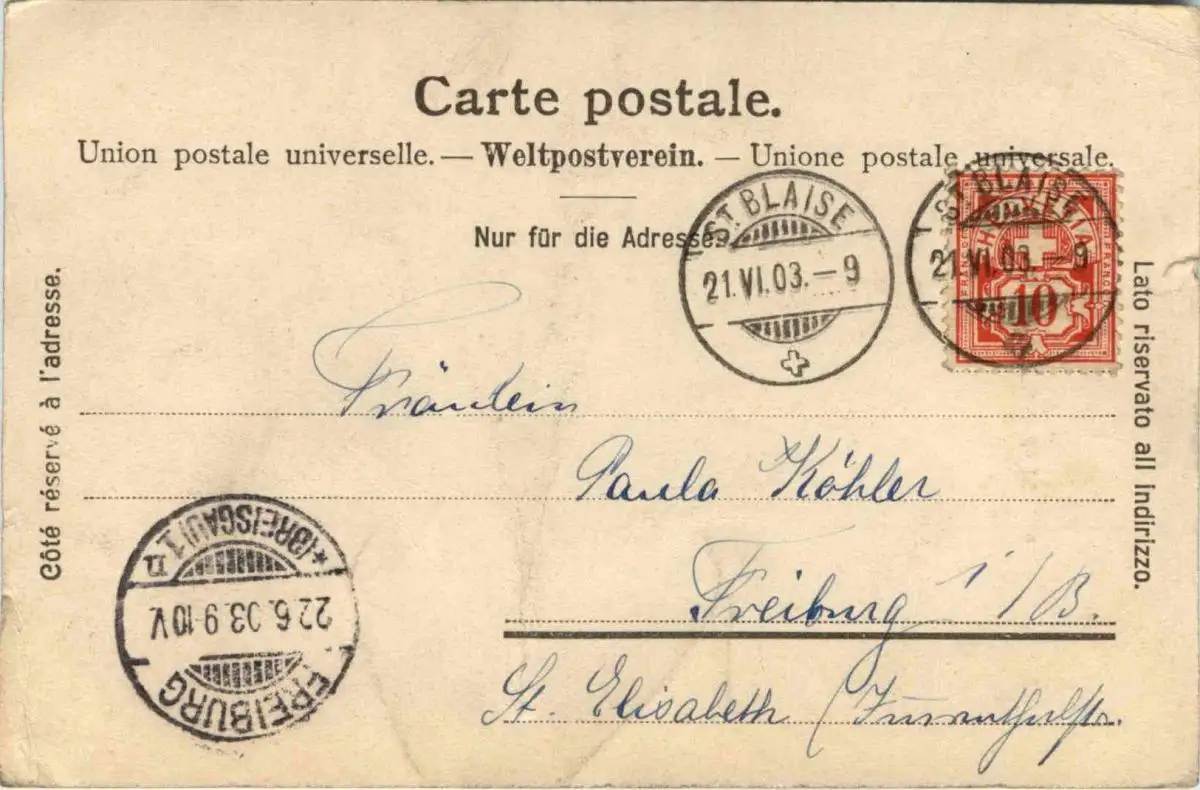 Carte postale.
Union postale universelle. — Weltpostverein. — Unione postale universale.
Nur für die Adresse.
Côté réservé à l'adresse.
Lato riservato all indirizzo.
ST. BLAISE
21.VI.03.–9
ST. BLAISE
21.VI.03.–9
HELVETIA
FRANCO
10
Fräulein
Paula Köhler
Freiburg i/B.
St. Elisabeth
FREIBURG
22.6.03.9-10V.
*(BREISGAU)1